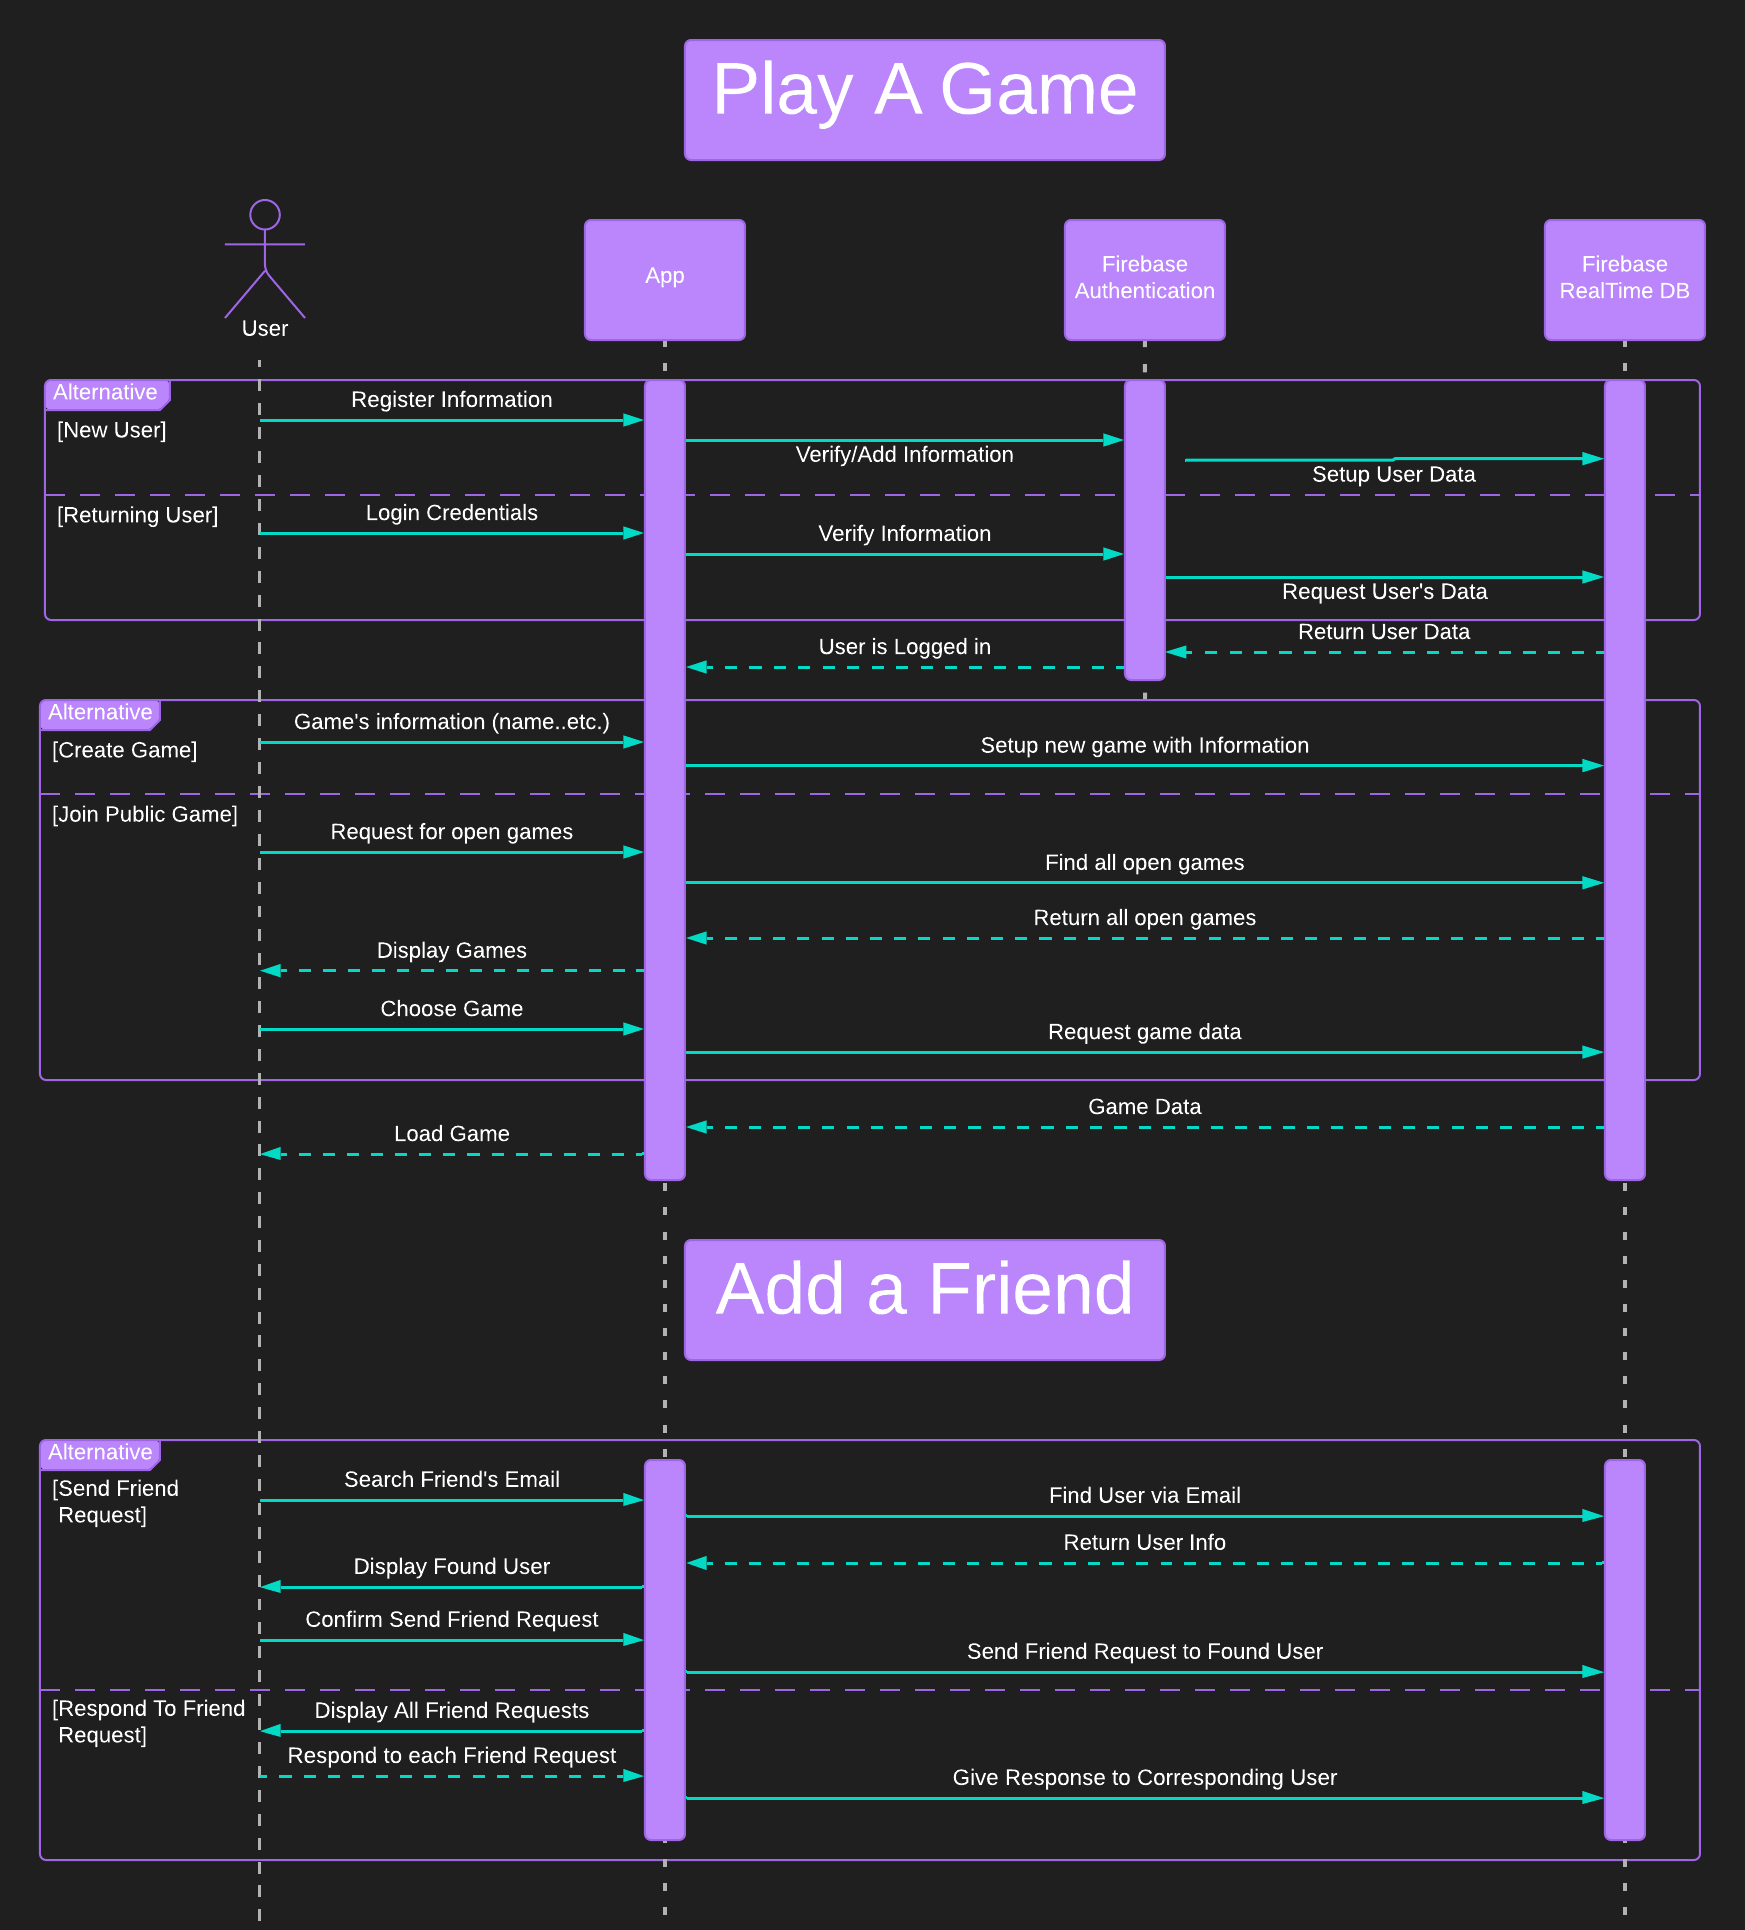 Play A Game
User
App
Firebase
Authentication
Firebase
RealTime DB
Alternative
[New User]
Register Information
Verify/Add Information
Setup User Data
[Returning User]
Login Credentials
Verify Information
Request User's Data
Return User Data
User is Logged in
Alternative
[Create Game]
Game's information (name..etc.)
Setup new game with Information
[Join Public Game]
Request for open games
Find all open games
Return all open games
Display Games
Choose Game
Request game data
Game Data
Load Game
Add a Friend
Alternative
[Send Friend
Request]
Search Friend's Email
Find User via Email
Return User Info
Display Found User
Confirm Send Friend Request
Send Friend Request to Found User
[Respond To Friend
Request]
Display All Friend Requests
Respond to each Friend Request
Give Response to Corresponding User